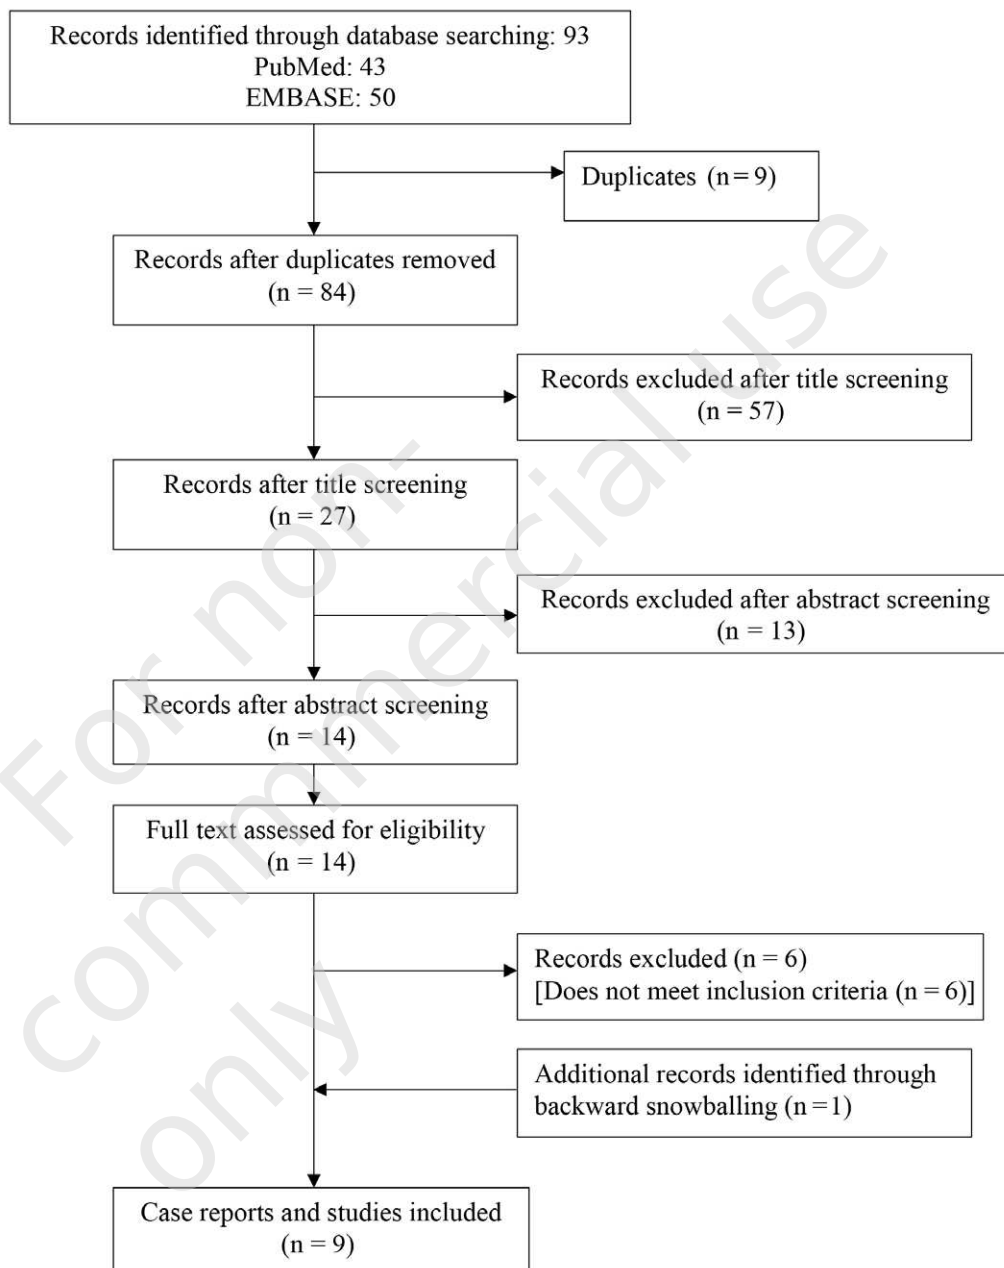 Records identified through database searching: 93
PubMed: 43
EMBASE: 50
Duplicates (n = 9)
Records after duplicates removed
(n = 84)
Records excluded after title screening
(n = 57)
Records after title screening
(n = 27)
Records excluded after abstract screening
(n = 13)
Records after abstract screening
(n = 14)
Full text assessed for eligibility
(n = 14)
Records excluded (n = 6)
[Does not meet inclusion criteria (n = 6)]
Additional records identified through
backward snowballing (n = 1)
Case reports and studies included
(n = 9)
For non-
commercial use
only